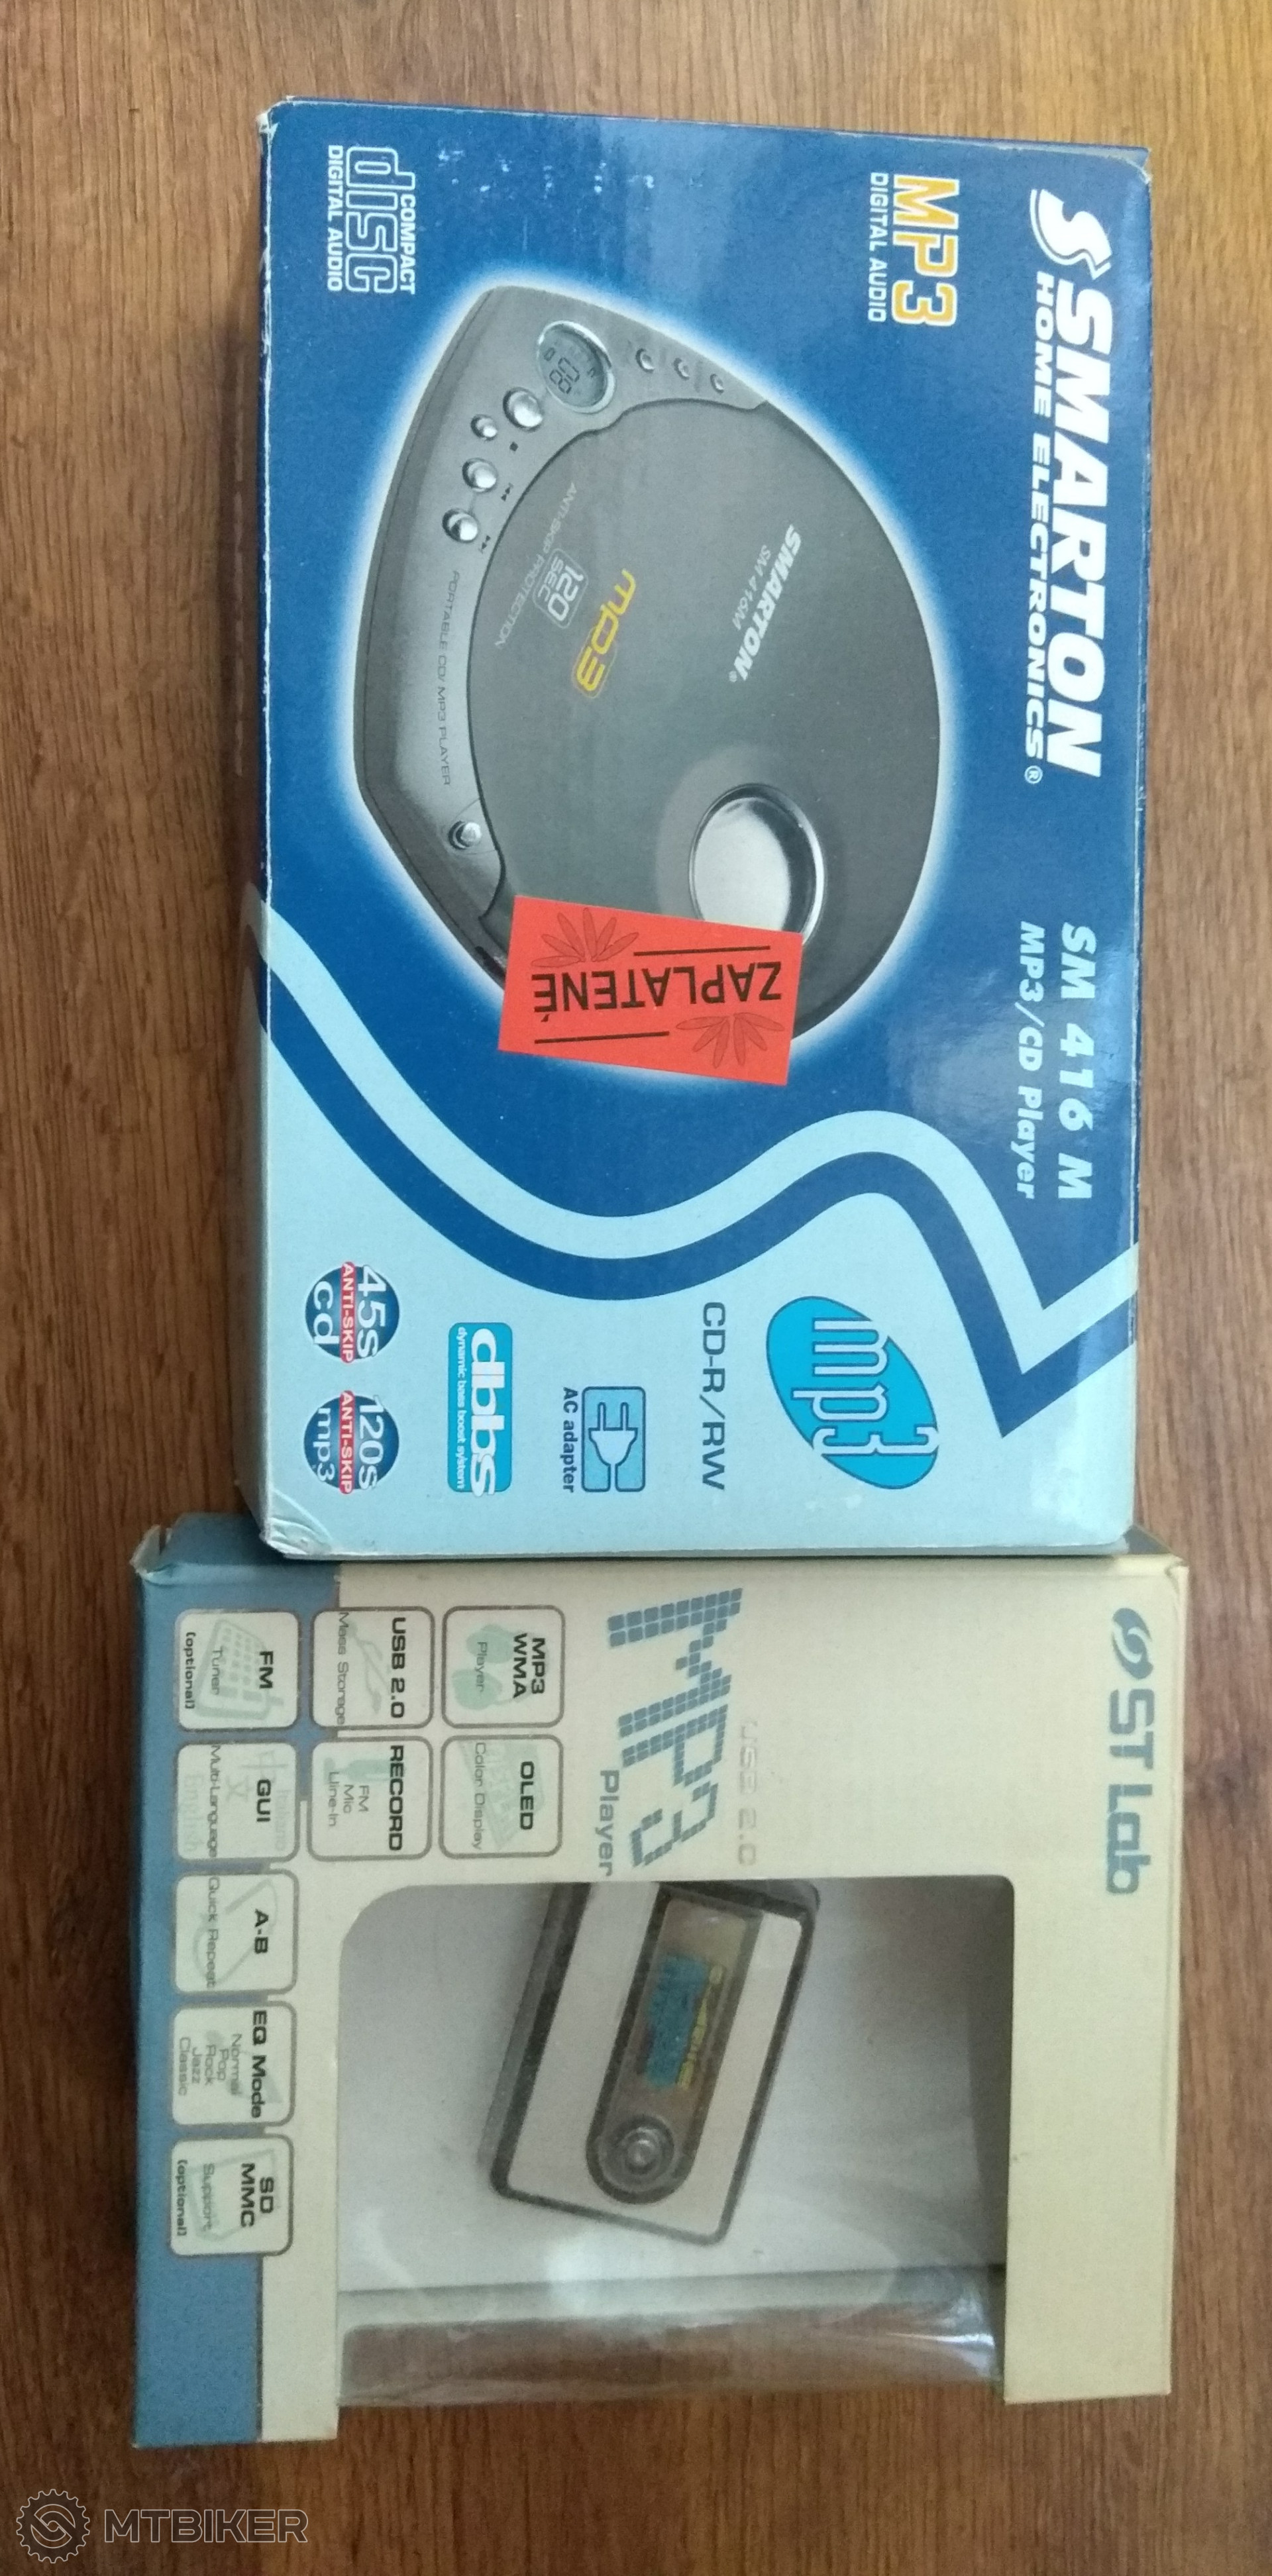 SMARTON
HOME ELECTRONICS®
SM 416 M
MP3/CD Player
MP3
DIGITAL AUDIO
SMARTON®
SM 416M
mp3
120
SEC
ANTI-SKIP PROTECTION
PORTABLE CD/ MP3 PLAYER
COMPACT
disc
DIGITAL AUDIO
ZAPLATENÉ
mp3
CD-R/RW
AC adapter
dbbs
dynamic bass boost system
45s
ANTI-SKIP
cd
120s
ANTI-SKIP
mp3
ST Lab
USB 2.0
MP3
Player
MP3
WMA
Player
OLED
Color Display
USB 2.0
Mass Storage
RECORD
FM
Mic
Line-In
FM
Tuner
(optional)
GUI
Multi-Language
A-B
Quick Repeat
EQ Mode
Normal
Pop
Rock
Jazz
Classic
SD
MMC
Support
(optional)
MTBIKER